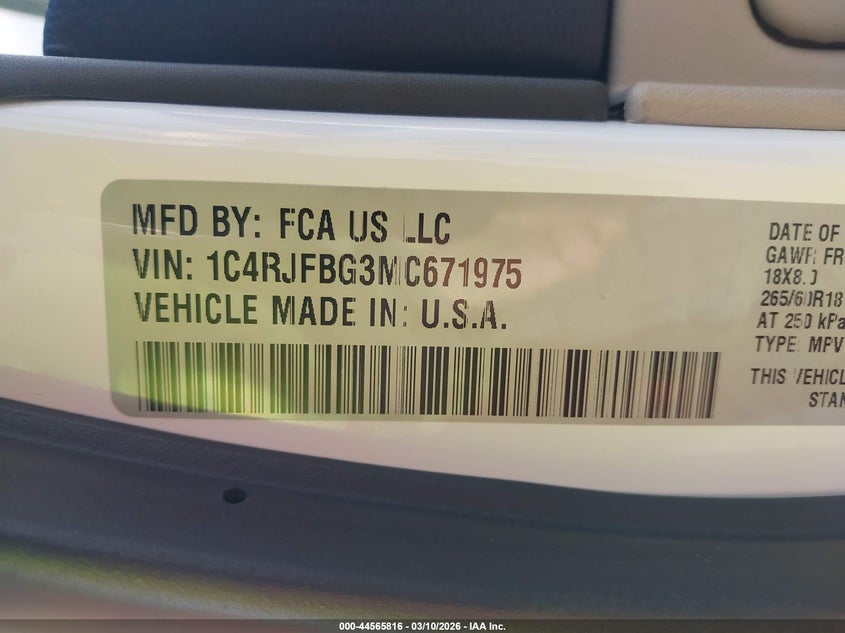 MFD BY: FCA US LLC
VIN: 1C4RJFBG3MC671975
VEHICLE MADE IN: U.S.A.
DATE OF
GAWR FR
18X8.0
265/60R18
AT 250 kPa
TYPE: MPV
THIS VEHICL
STAN
000-44565816 - 03/10/2026 - IAA Inc.